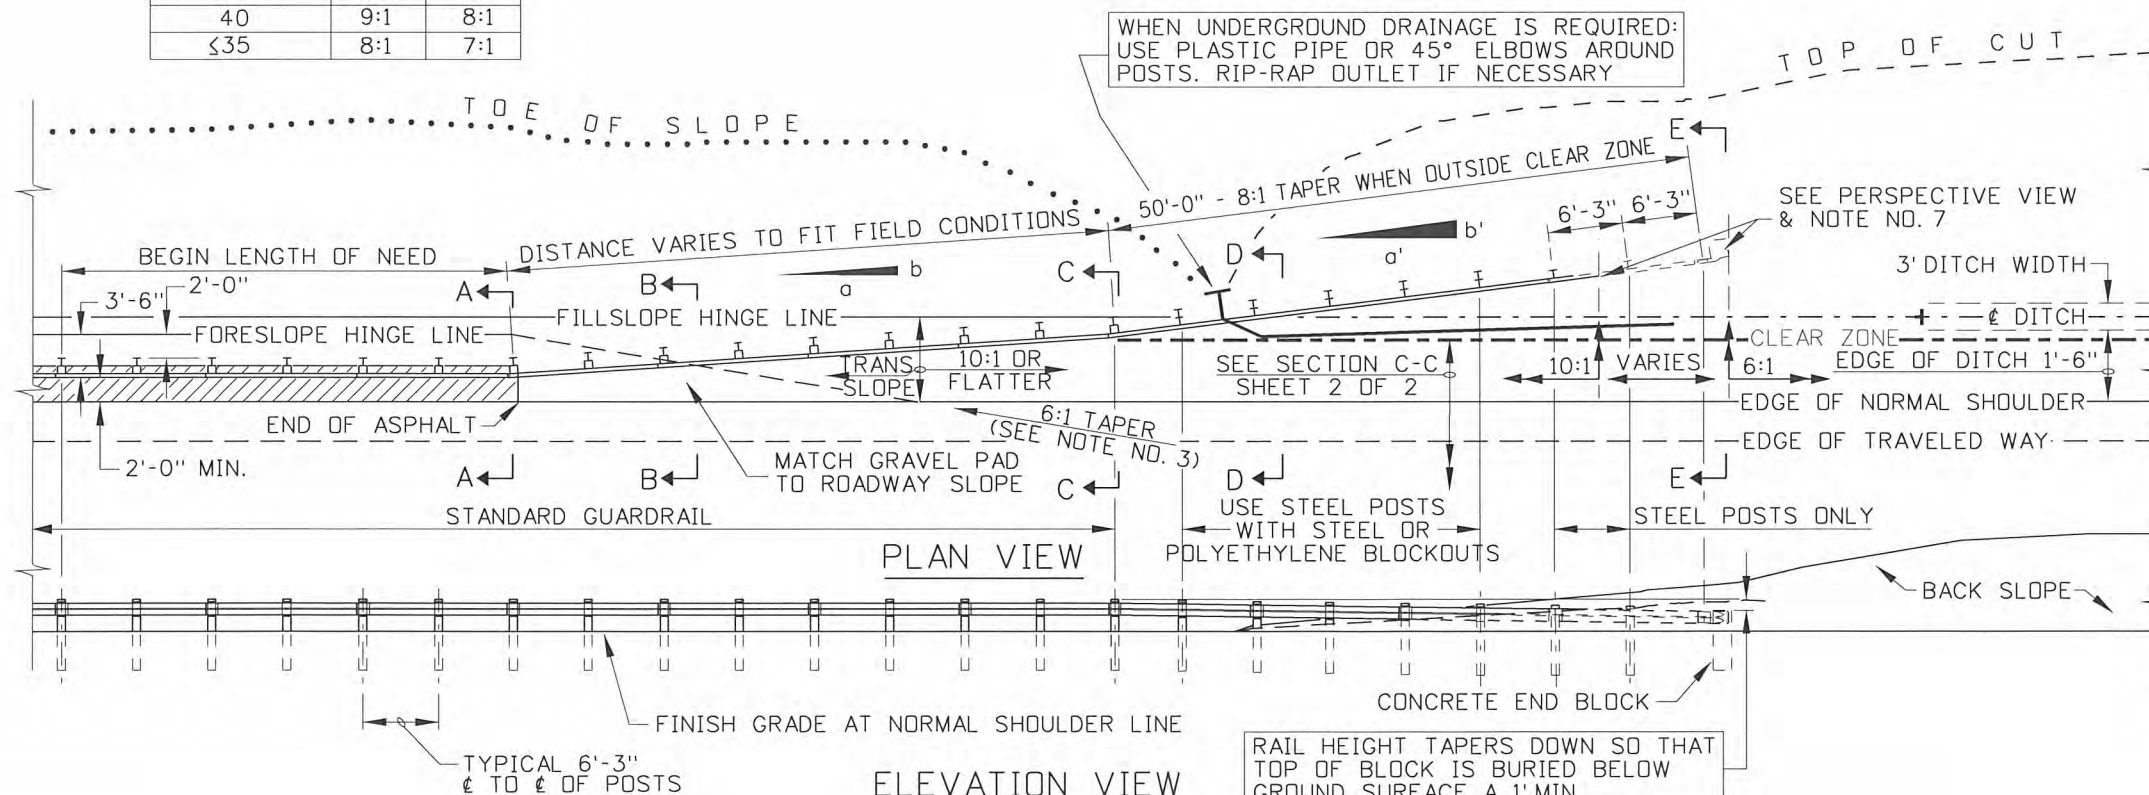 40 9:1 8:1
≤35 8:1 7:1
WHEN UNDERGROUND DRAINAGE IS REQUIRED:
USE PLASTIC PIPE OR 45° ELBOWS AROUND
POSTS. RIP-RAP OUTLET IF NECESSARY
TOP OF CUT
TOE OF SLOPE
E
50'-0" - 8:1 TAPER WHEN OUTSIDE CLEAR ZONE
SEE PERSPECTIVE VIEW
& NOTE NO. 7
6'-3" 6'-3"
DISTANCE VARIES TO FIT FIELD CONDITIONS
b'
a'
D
BEGIN LENGTH OF NEED
b
a
C
3' DITCH WIDTH
2'-0"
3'-6"
A
B
FORESLOPE HINGE LINE
FILLSLOPE HINGE LINE
℄ DITCH
CLEAR ZONE
TRANS
SLOPE
10:1 OR
FLATTER
SEE SECTION C-C
SHEET 2 OF 2
10:1
VARIES
6:1
EDGE OF DITCH 1'-6"
EDGE OF NORMAL SHOULDER
END OF ASPHALT
6:1 TAPER
(SEE NOTE NO. 3)
EDGE OF TRAVELED WAY
2'-0" MIN.
MATCH GRAVEL PAD
TO ROADWAY SLOPE
A
B
C
D
E
STANDARD GUARDRAIL
USE STEEL POSTS
WITH STEEL OR
POLYETHYLENE BLOCKOUTS
STEEL POSTS ONLY
PLAN VIEW
BACK SLOPE
CONCRETE END BLOCK
FINISH GRADE AT NORMAL SHOULDER LINE
TYPICAL 6'-3"
℄ TO ℄ OF POSTS
ELEVATION VIEW
RAIL HEIGHT TAPERS DOWN SO THAT
TOP OF BLOCK IS BURIED BELOW
GROUND SURFACE A 1' MIN.